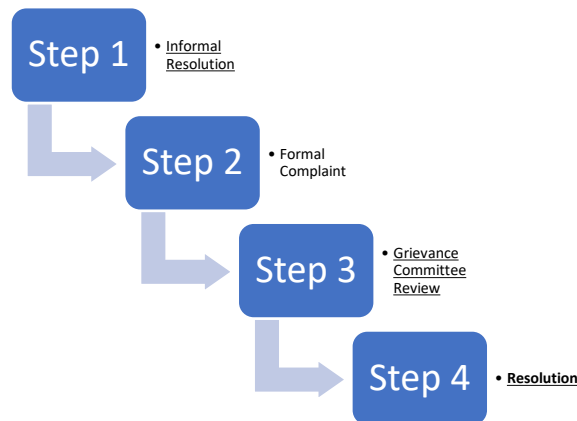 Step 1
• Informal
Resolution
Step 2
• Formal
Complaint
Step 3
• Grievance
Committee
Review
Step 4
• Resolution